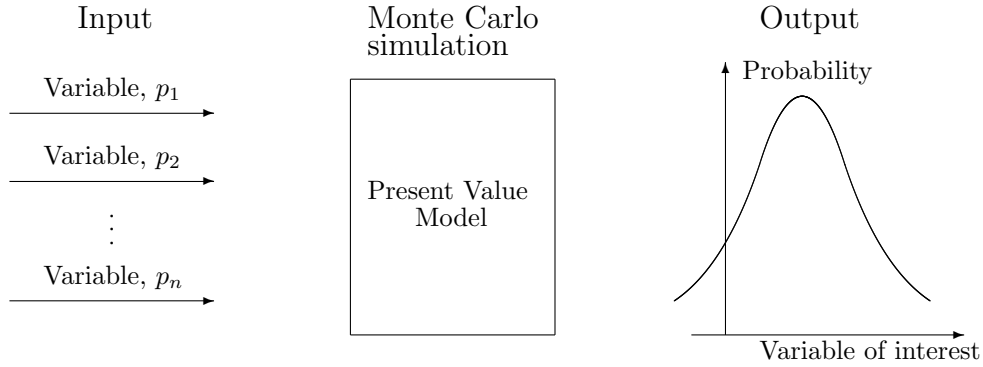 Input
Variable, p₁
Variable, p₂
⋮
Variable, pₙ
Monte Carlo
simulation
Present Value
Model
Output
Probability
Variable of interest